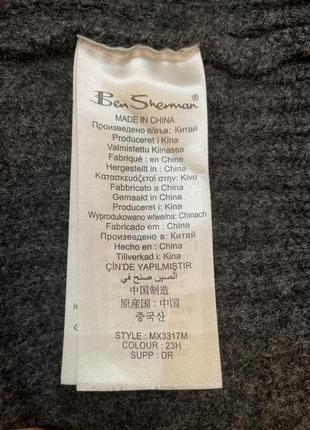 Ben Sherman®
MADE IN CHINA
Произведено в/във: Китай
Produceret i Kina
Valmistettu Kiinassa
Fabriqué : en Chine
Hergestellt in : China
Κατασκευάζεται στην: Κίνα
Fabbricato a China
Gemaakt in China
Produceret i: Kina
Wyprodukowano w/we/na: Chinach
Fabricado em : China
Произведено в : Китай
Hecho en : China
Tillverkad i : Kina
ÇİN'DE YAPILMIŞTIR
الصين صنع في
中国制造
原産国：中国
중국산
STYLE : MX3317M
COLOUR : 23H
SUPP : DR